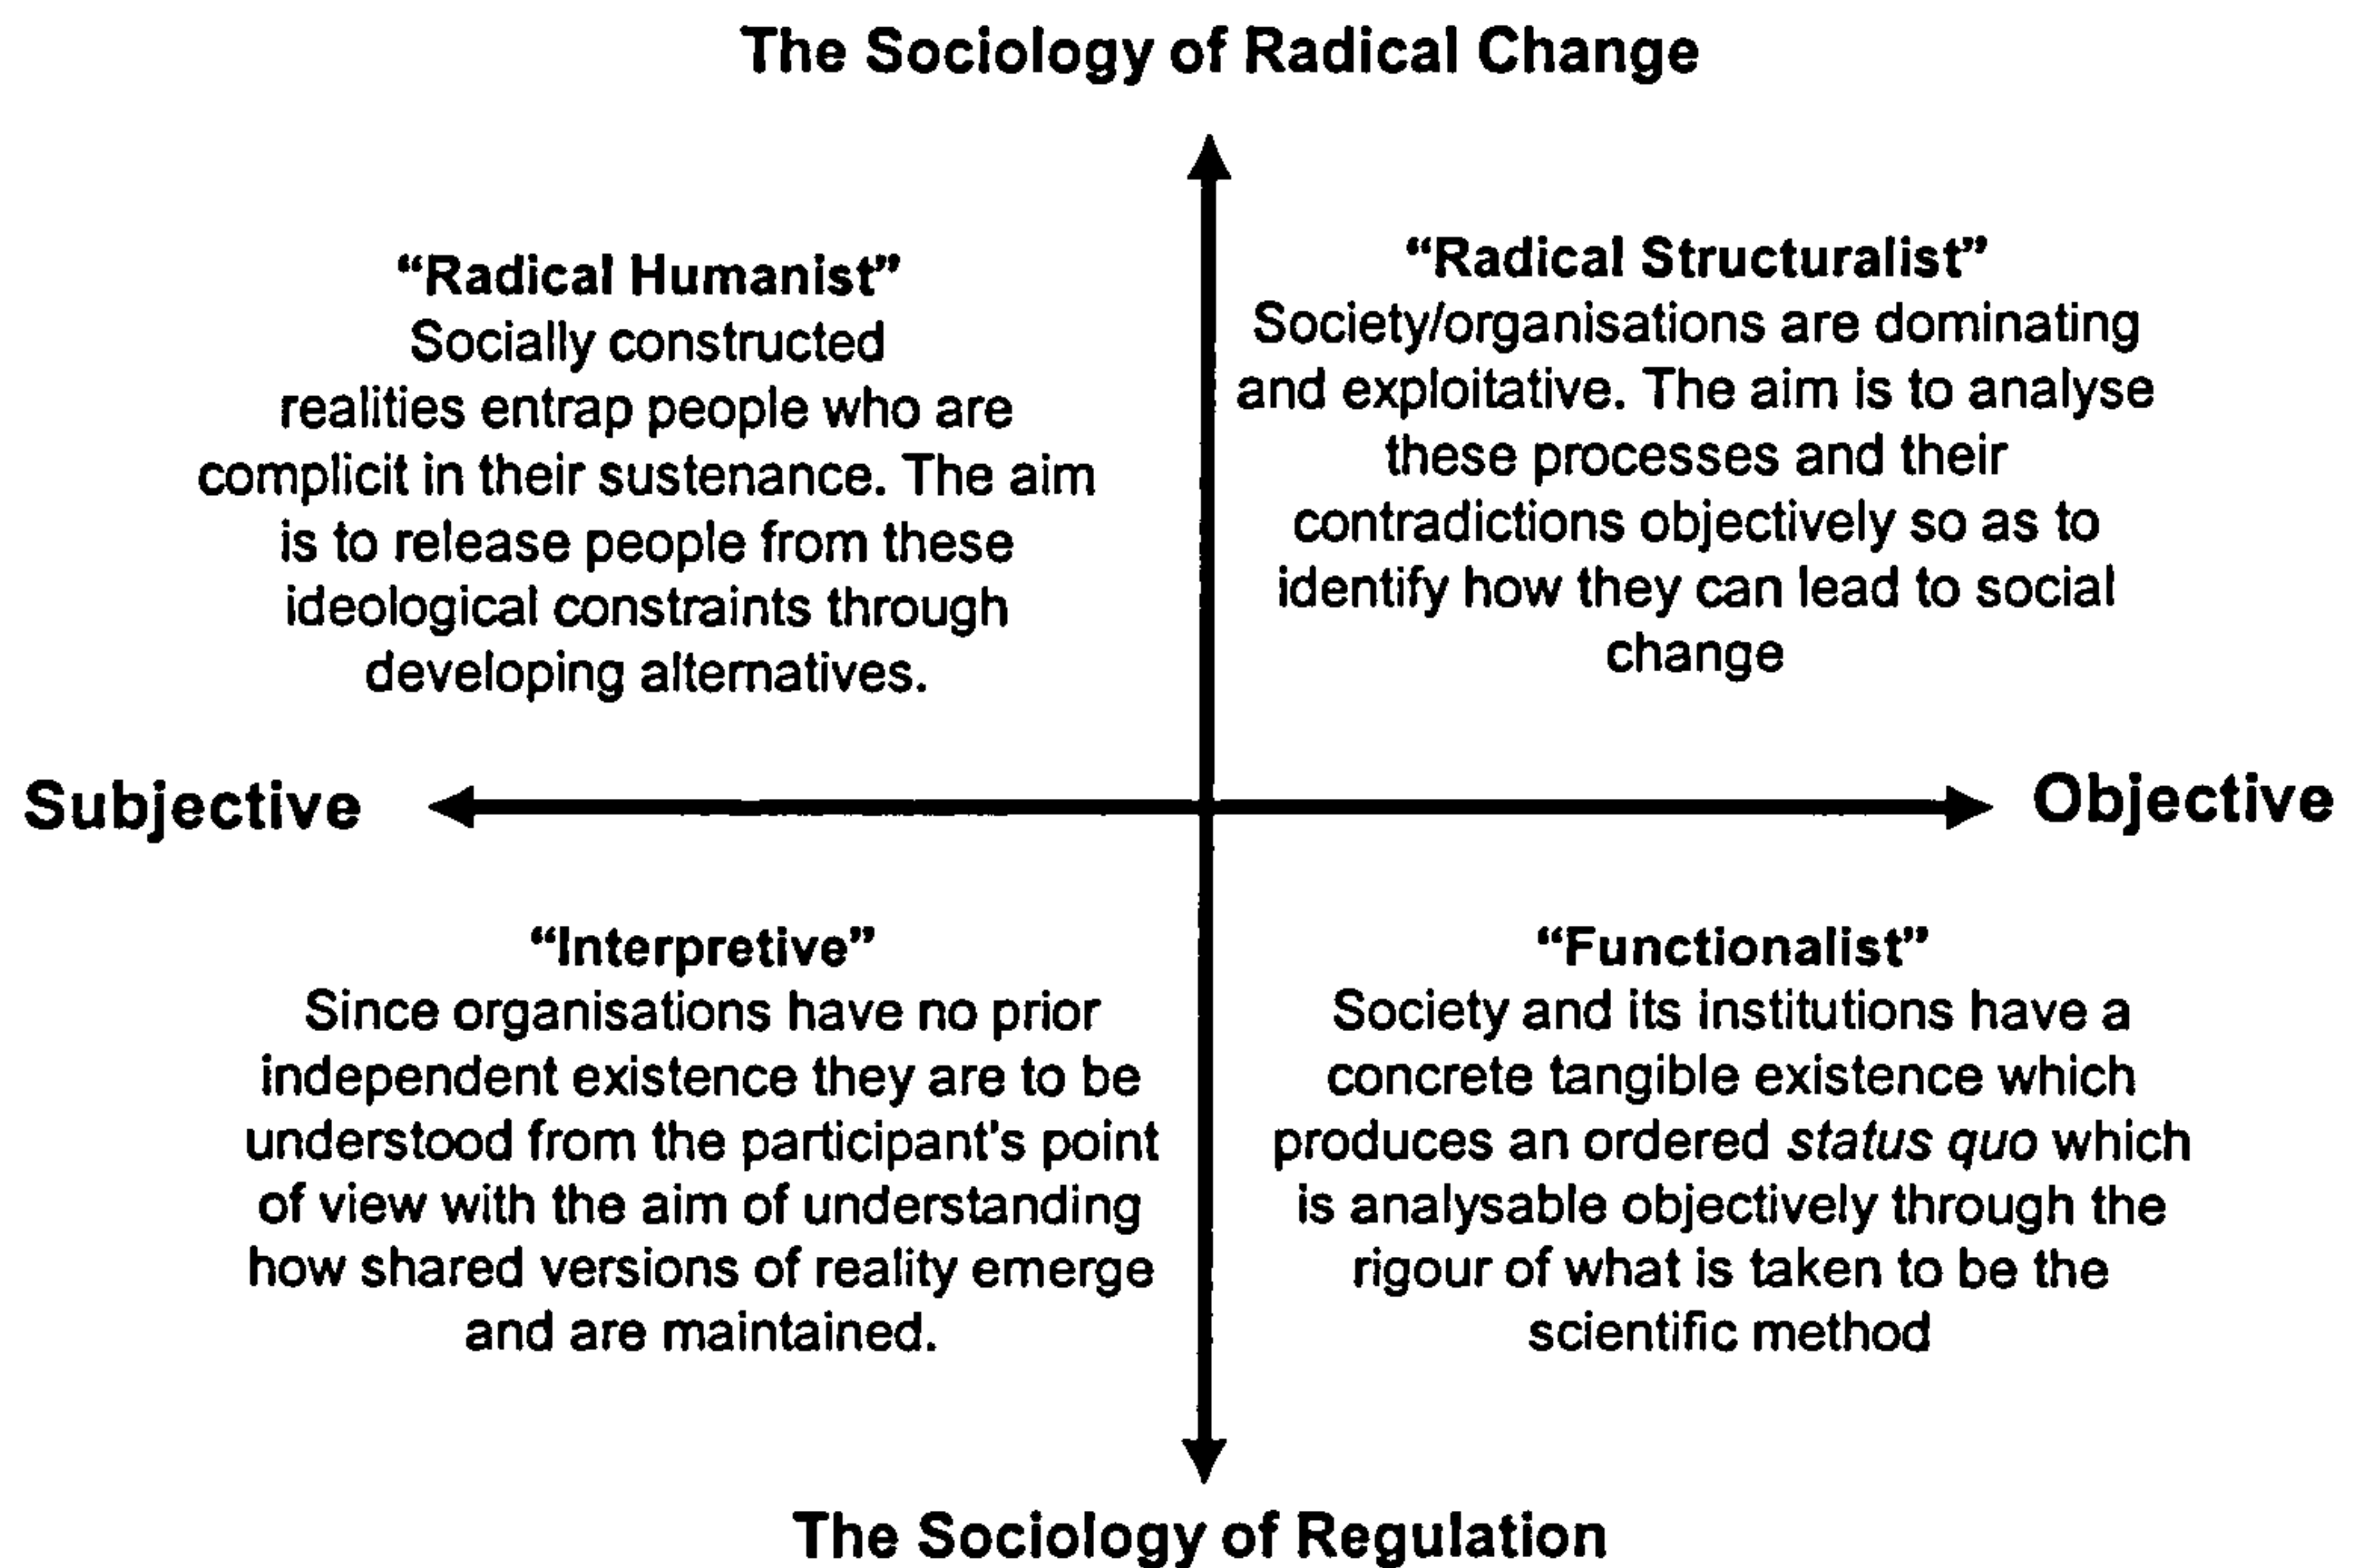 The Sociology of Radical Change
“Radical Humanist”
Socially constructed
realities entrap people who are
complicit in their sustenance. The aim
is to release people from these
ideological constraints through
developing alternatives.
“Radical Structuralist”
Society/organisations are dominating
and exploitative. The aim is to analyse
these processes and their
contradictions objectively so as to
identify how they can lead to social
change
Subjective
Objective
“Interpretive”
Since organisations have no prior
independent existence they are to be
understood from the participant's point
of view with the aim of understanding
how shared versions of reality emerge
and are maintained.
“Functionalist”
Society and its institutions have a
concrete tangible existence which
produces an ordered status quo which
is analysable objectively through the
rigour of what is taken to be the
scientific method
The Sociology of Regulation